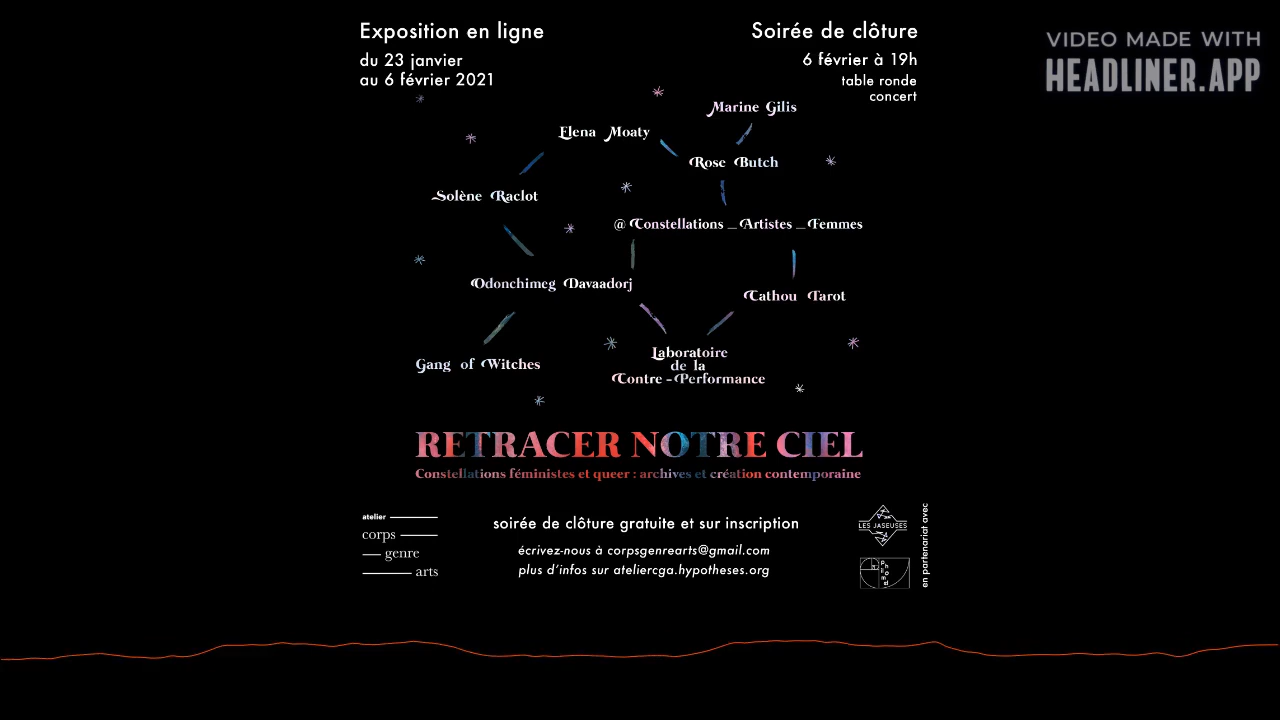 Exposition en ligne
du 23 janvier
au 6 février 2021
Soirée de clôture
6 février à 19h
table ronde
concert
VIDEO MADE WITH
HEADLINER.APP
Marine Gilis
Elena Moaty
Rose Butch
Solène Raclot
@ Constellations _ Artistes _ Femmes
Odonchimeg Davaadorj
Cathou Tarot
Gang of Witches
Laboratoire
de la
Contre - Performance
RETRACER NOTRE CIEL
Constellations féministes et queer : archives et création contemporaine
atelier
corps
genre
arts
soirée de clôture gratuite et sur inscription
écrivez-nous à corpsgenrearts@gmail.com
plus d'infos sur ateliercga.hypotheses.org
LES JASEUSES
en partenariat avec